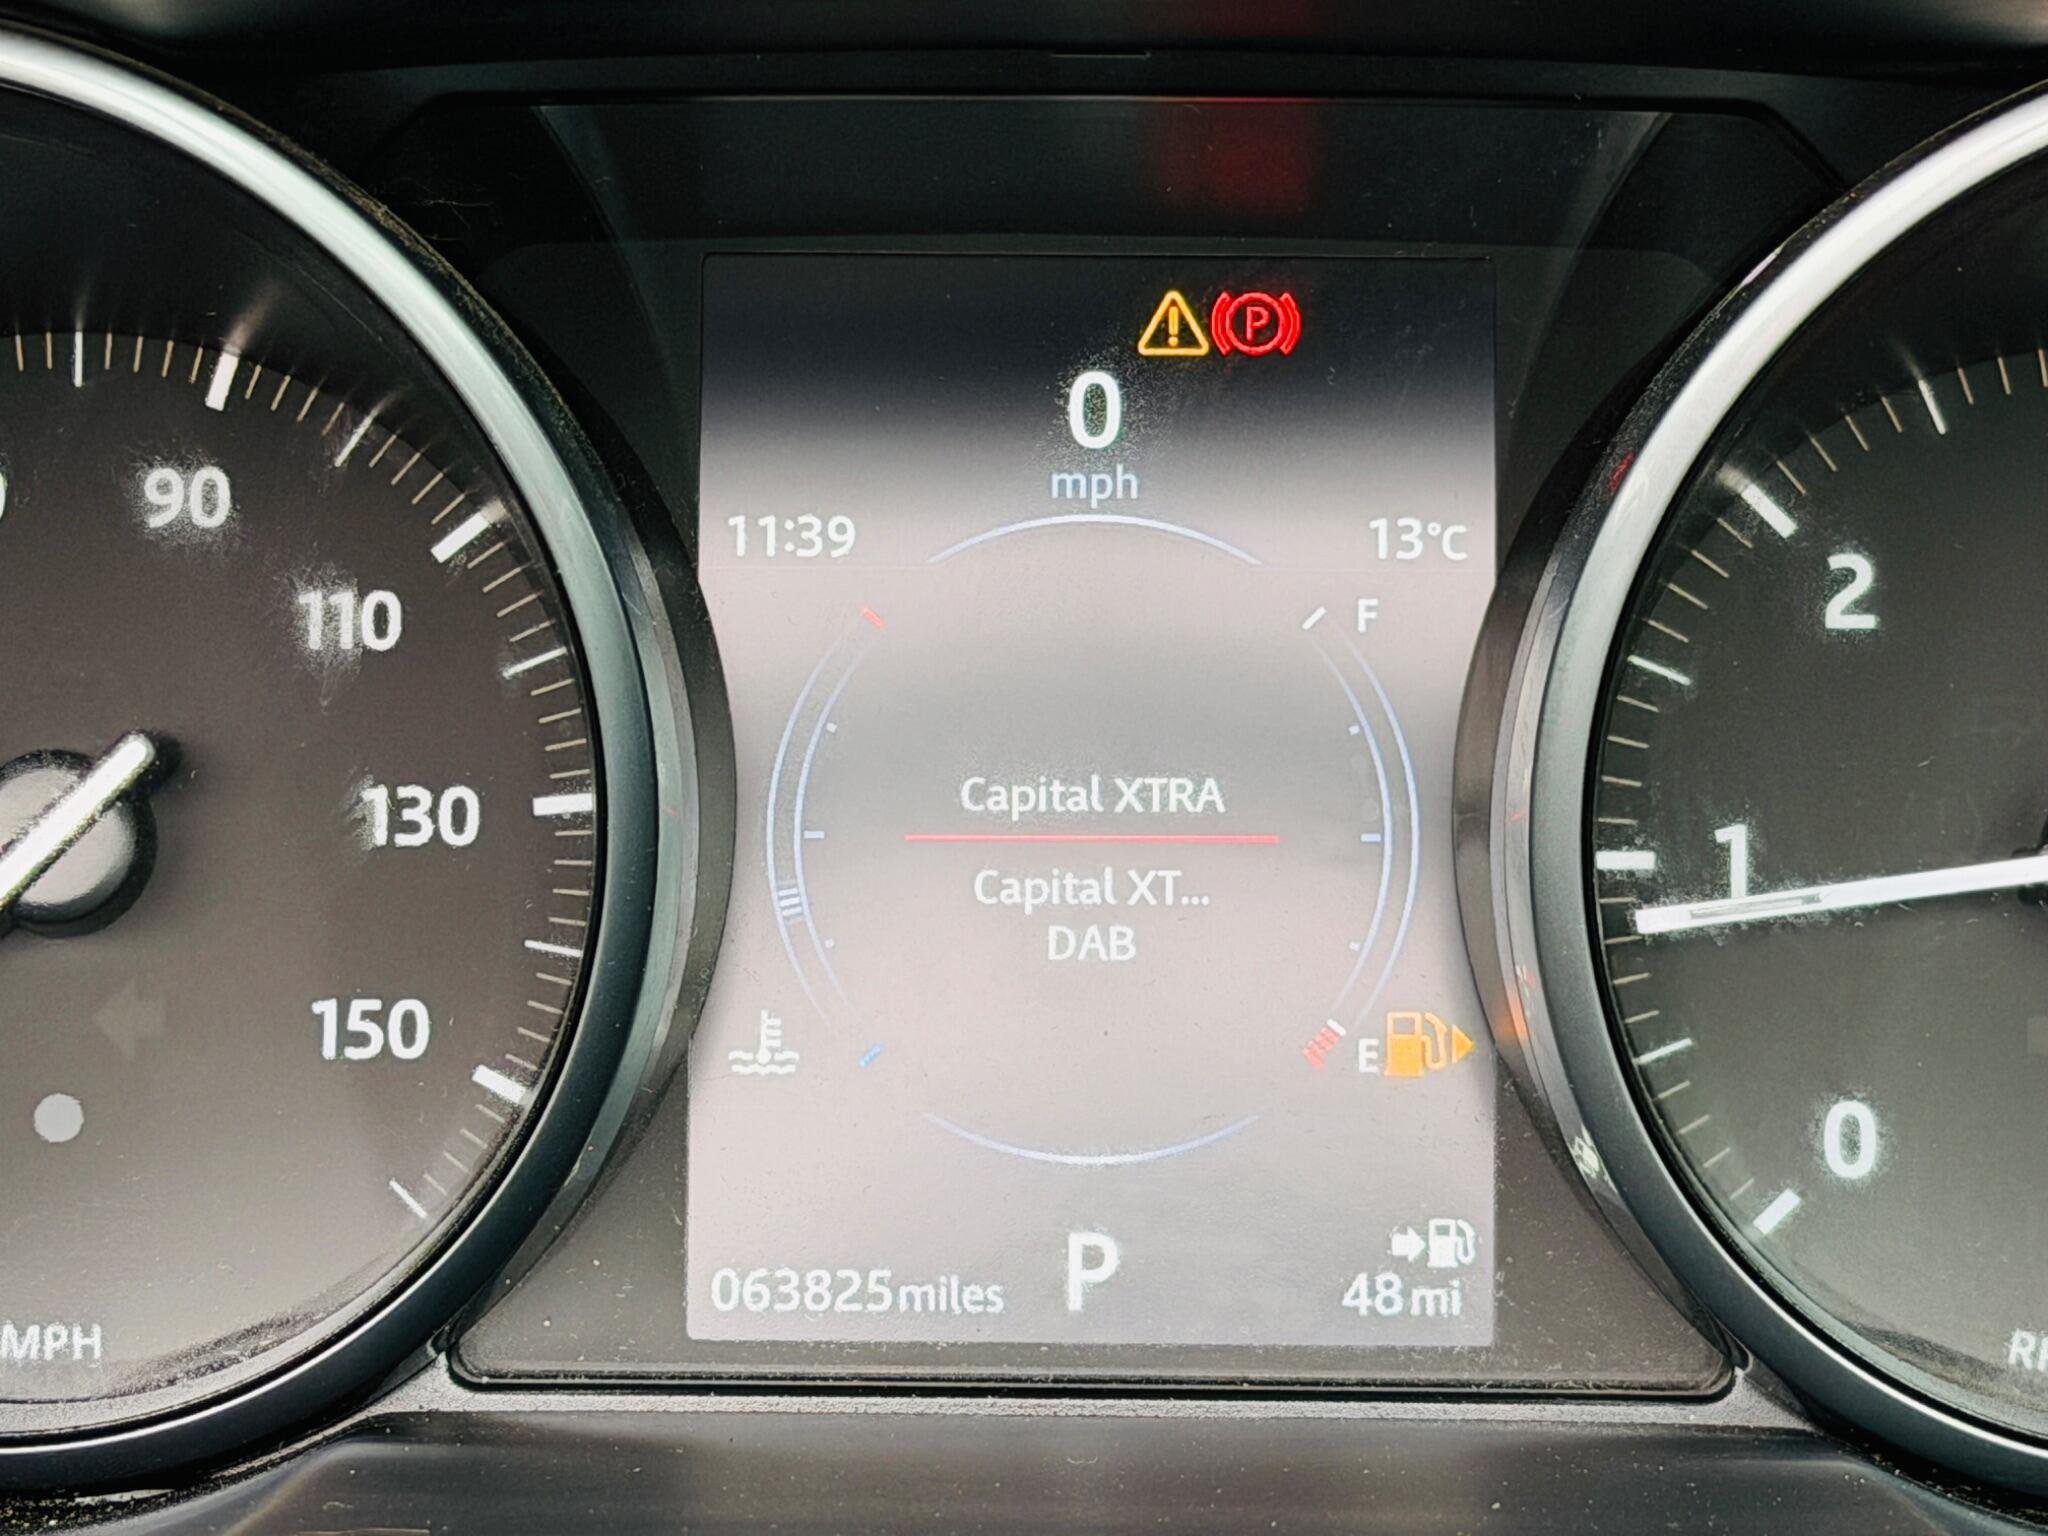 0
mph
11:39
13°C
F
90
110
130
150
MPH
Capital XTRA
Capital XT...
DAB
E
P
063825miles
48mi
2
1
0